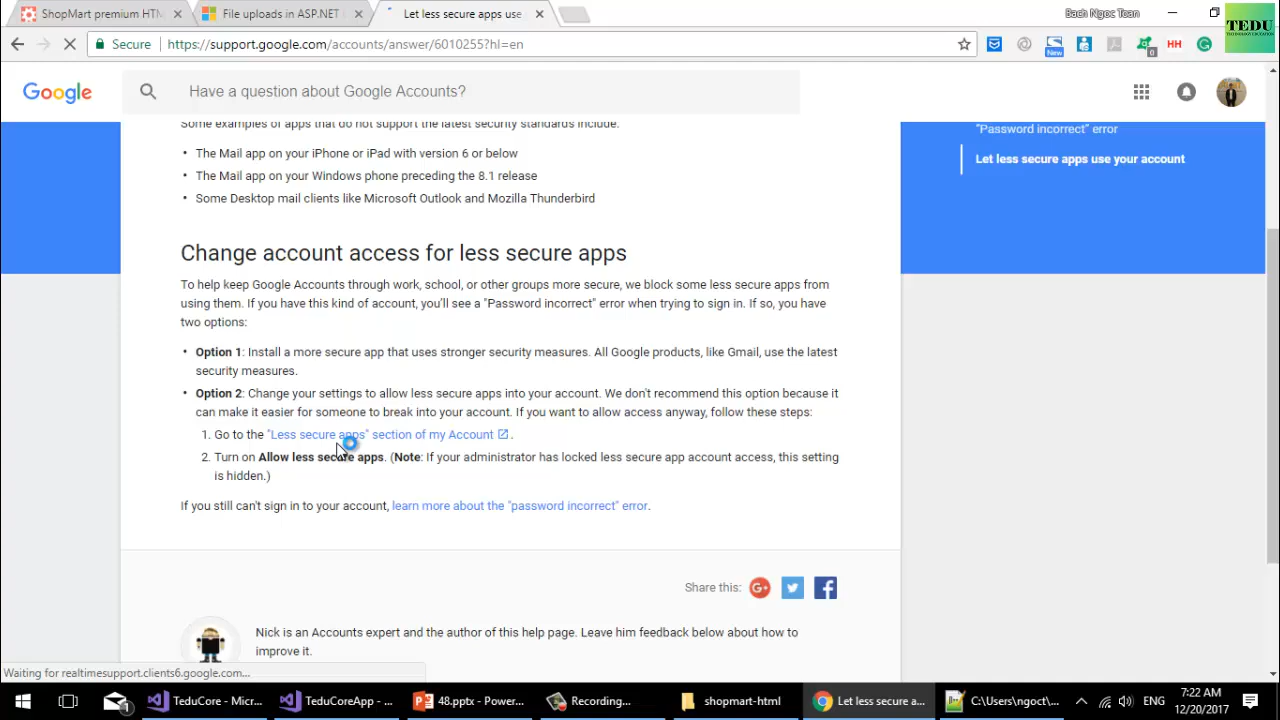 ShopMart premium HTM
File uploads in ASP.NET
Let less secure apps use
Bach Ngoc Toan
TEDU
TECHNOLOGY EDUCATION
Secure
https://support.google.com/accounts/answer/6010255?hl=en
New
0
HH
Google
Have a question about Google Accounts?
Some examples of apps that do not support the latest security standards include:
"Password incorrect" error
• The Mail app on your iPhone or iPad with version 6 or below
Let less secure apps use your account
• The Mail app on your Windows phone preceding the 8.1 release
• Some Desktop mail clients like Microsoft Outlook and Mozilla Thunderbird
Change account access for less secure apps
To help keep Google Accounts through work, school, or other groups more secure, we block some less secure apps from
using them. If you have this kind of account, you'll see a "Password incorrect" error when trying to sign in. If so, you have
two options:
• Option 1: Install a more secure app that uses stronger security measures. All Google products, like Gmail, use the latest
security measures.
• Option 2: Change your settings to allow less secure apps into your account. We don't recommend this option because it
can make it easier for someone to break into your account. If you want to allow access anyway, follow these steps:
1. Go to the "Less secure apps" section of my Account .
2. Turn on Allow less secure apps. (Note: If your administrator has locked less secure app account access, this setting
is hidden.)
If you still can't sign in to your account, learn more about the "password incorrect" error.
Share this:
Nick is an Accounts expert and the author of this help page. Leave him feedback below about how to
improve it.
Waiting for realtimesupport.clients6.google.com...
1
TeduCore - Micr...
TeduCoreApp - ...
48.pptx - Power...
Recording...
shopmart-html
Let less secure a...
C:\Users\ngoct\...
ENG
7:22 AM
12/20/2017